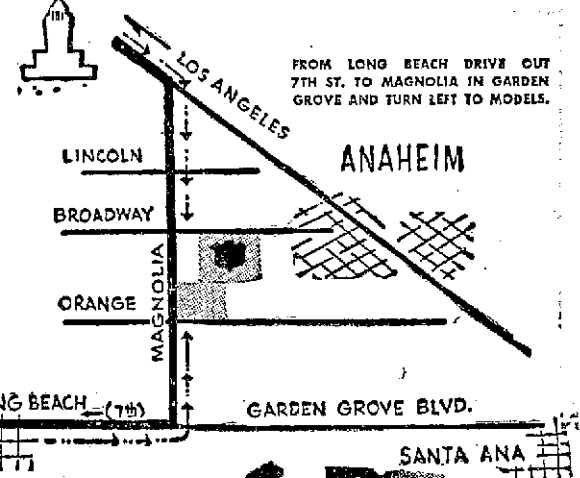 FROM LONG BEACH DRIVE OUT
7TH ST. TO MAGNOLIA IN GARDEN
GROVE AND TURN LEFT TO MODELS.
LOS ANGELES
LINCOLN
ANAHEIM
BROADWAY
MAGNOLIA
ORANGE
NG BEACH (7TH)
GARDEN GROVE BLVD.
SANTA ANA